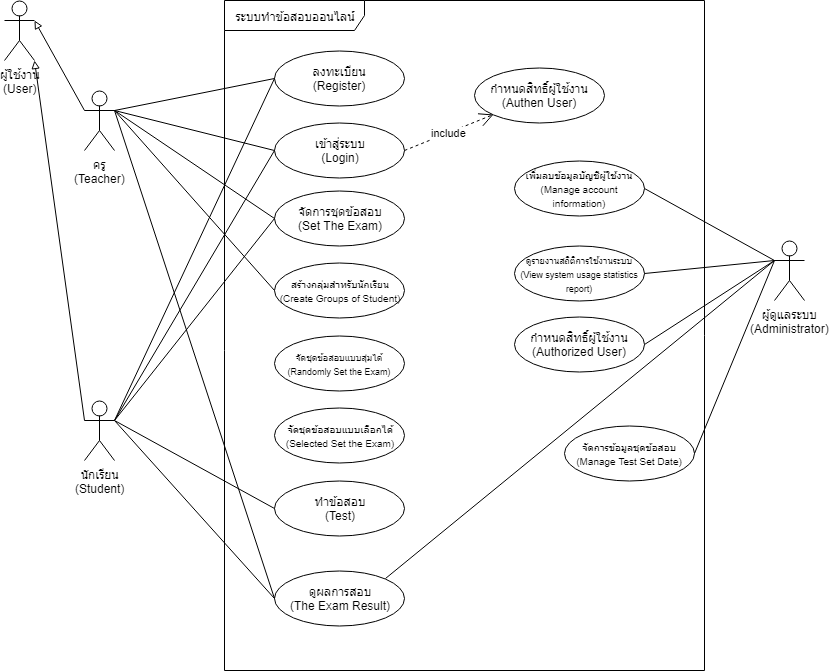 ระบบทำข้อสอบออนไลน์
ผู้ใช้งาน
(User)
ครู
(Teacher)
นักเรียน
(Student)
ลงทะเบียน
(Register)
เข้าสู่ระบบ
(Login)
include
กำหนดสิทธิ์ผู้ใช้งาน
(Authen User)
จัดการชุดข้อสอบ
(Set The Exam)
สร้างกลุ่มสำหรับนักเรียน
(Create Groups of Student)
จัดชุดข้อสอบแบบสุ่มได้
(Randomly Set the Exam)
จัดชุดข้อสอบแบบเลือกได้
(Selected Set the Exam)
ทำข้อสอบ
(Test)
ดูผลการสอบ
(The Exam Result)
เพิ่มลบข้อมูลบัญชีผู้ใช้งาน
(Manage account
information)
ดูรายงานสถิติการใช้งานระบบ
(View system usage statistics
report)
กำหนดสิทธิ์ผู้ใช้งาน
(Authorized User)
จัดการข้อมูลชุดข้อสอบ
(Manage Test Set Date)
ผู้ดูแลระบบ
(Administrator)